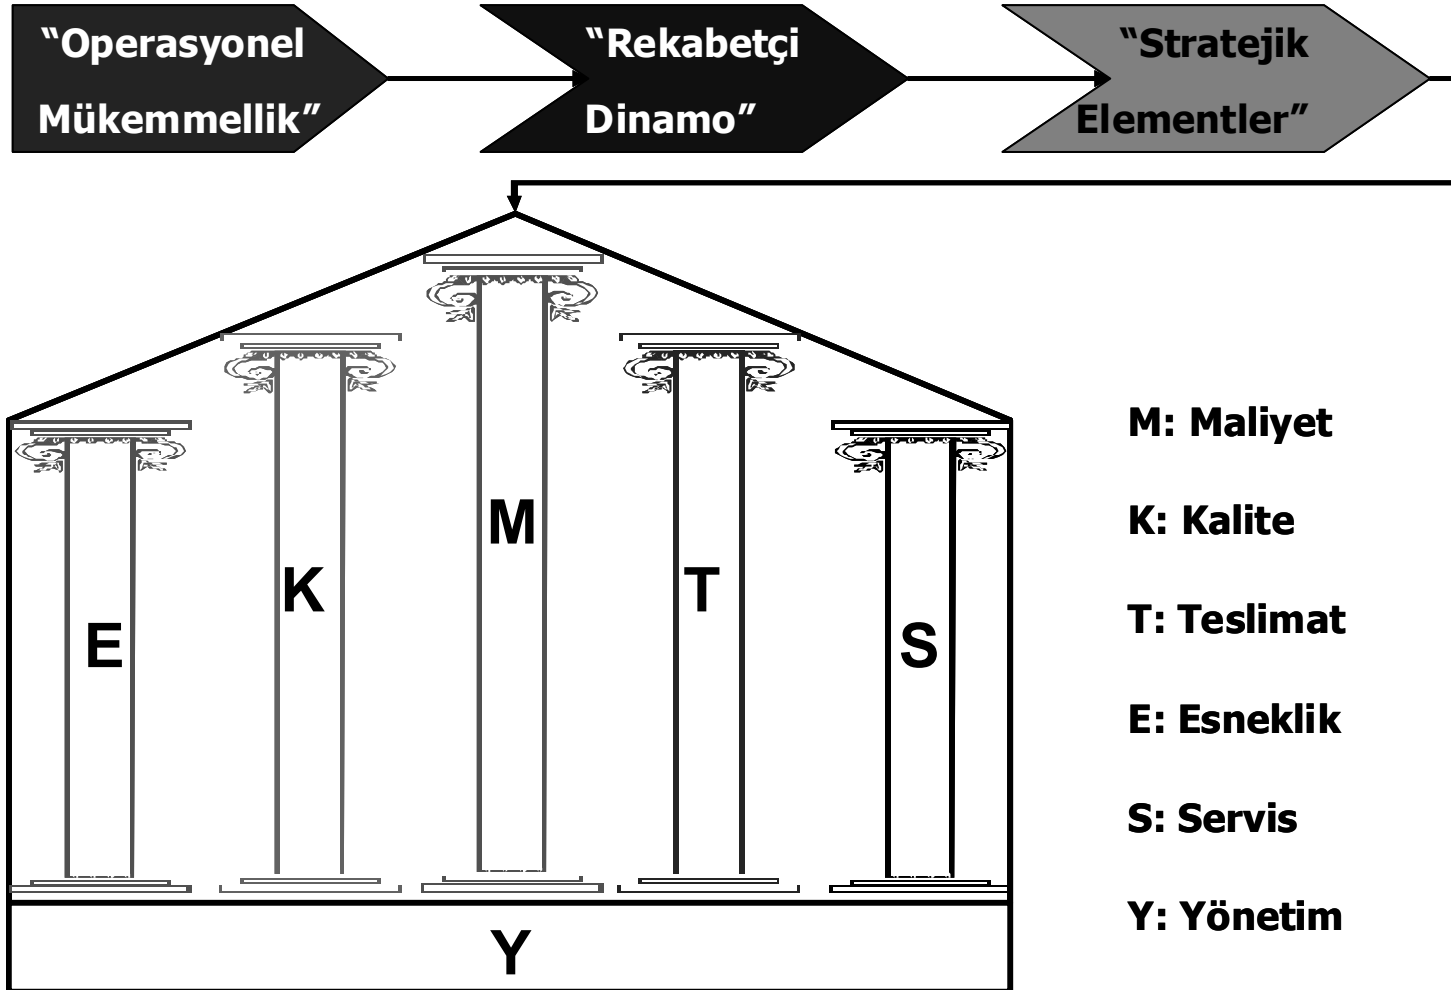 “Operasyonel
Mükemmellik”
“Rekabetçi
Dinamo”
“Stratejik
Elementler”
E
K
M
T
S
Y
M: Maliyet
K: Kalite
T: Teslimat
E: Esneklik
S: Servis
Y: Yönetim